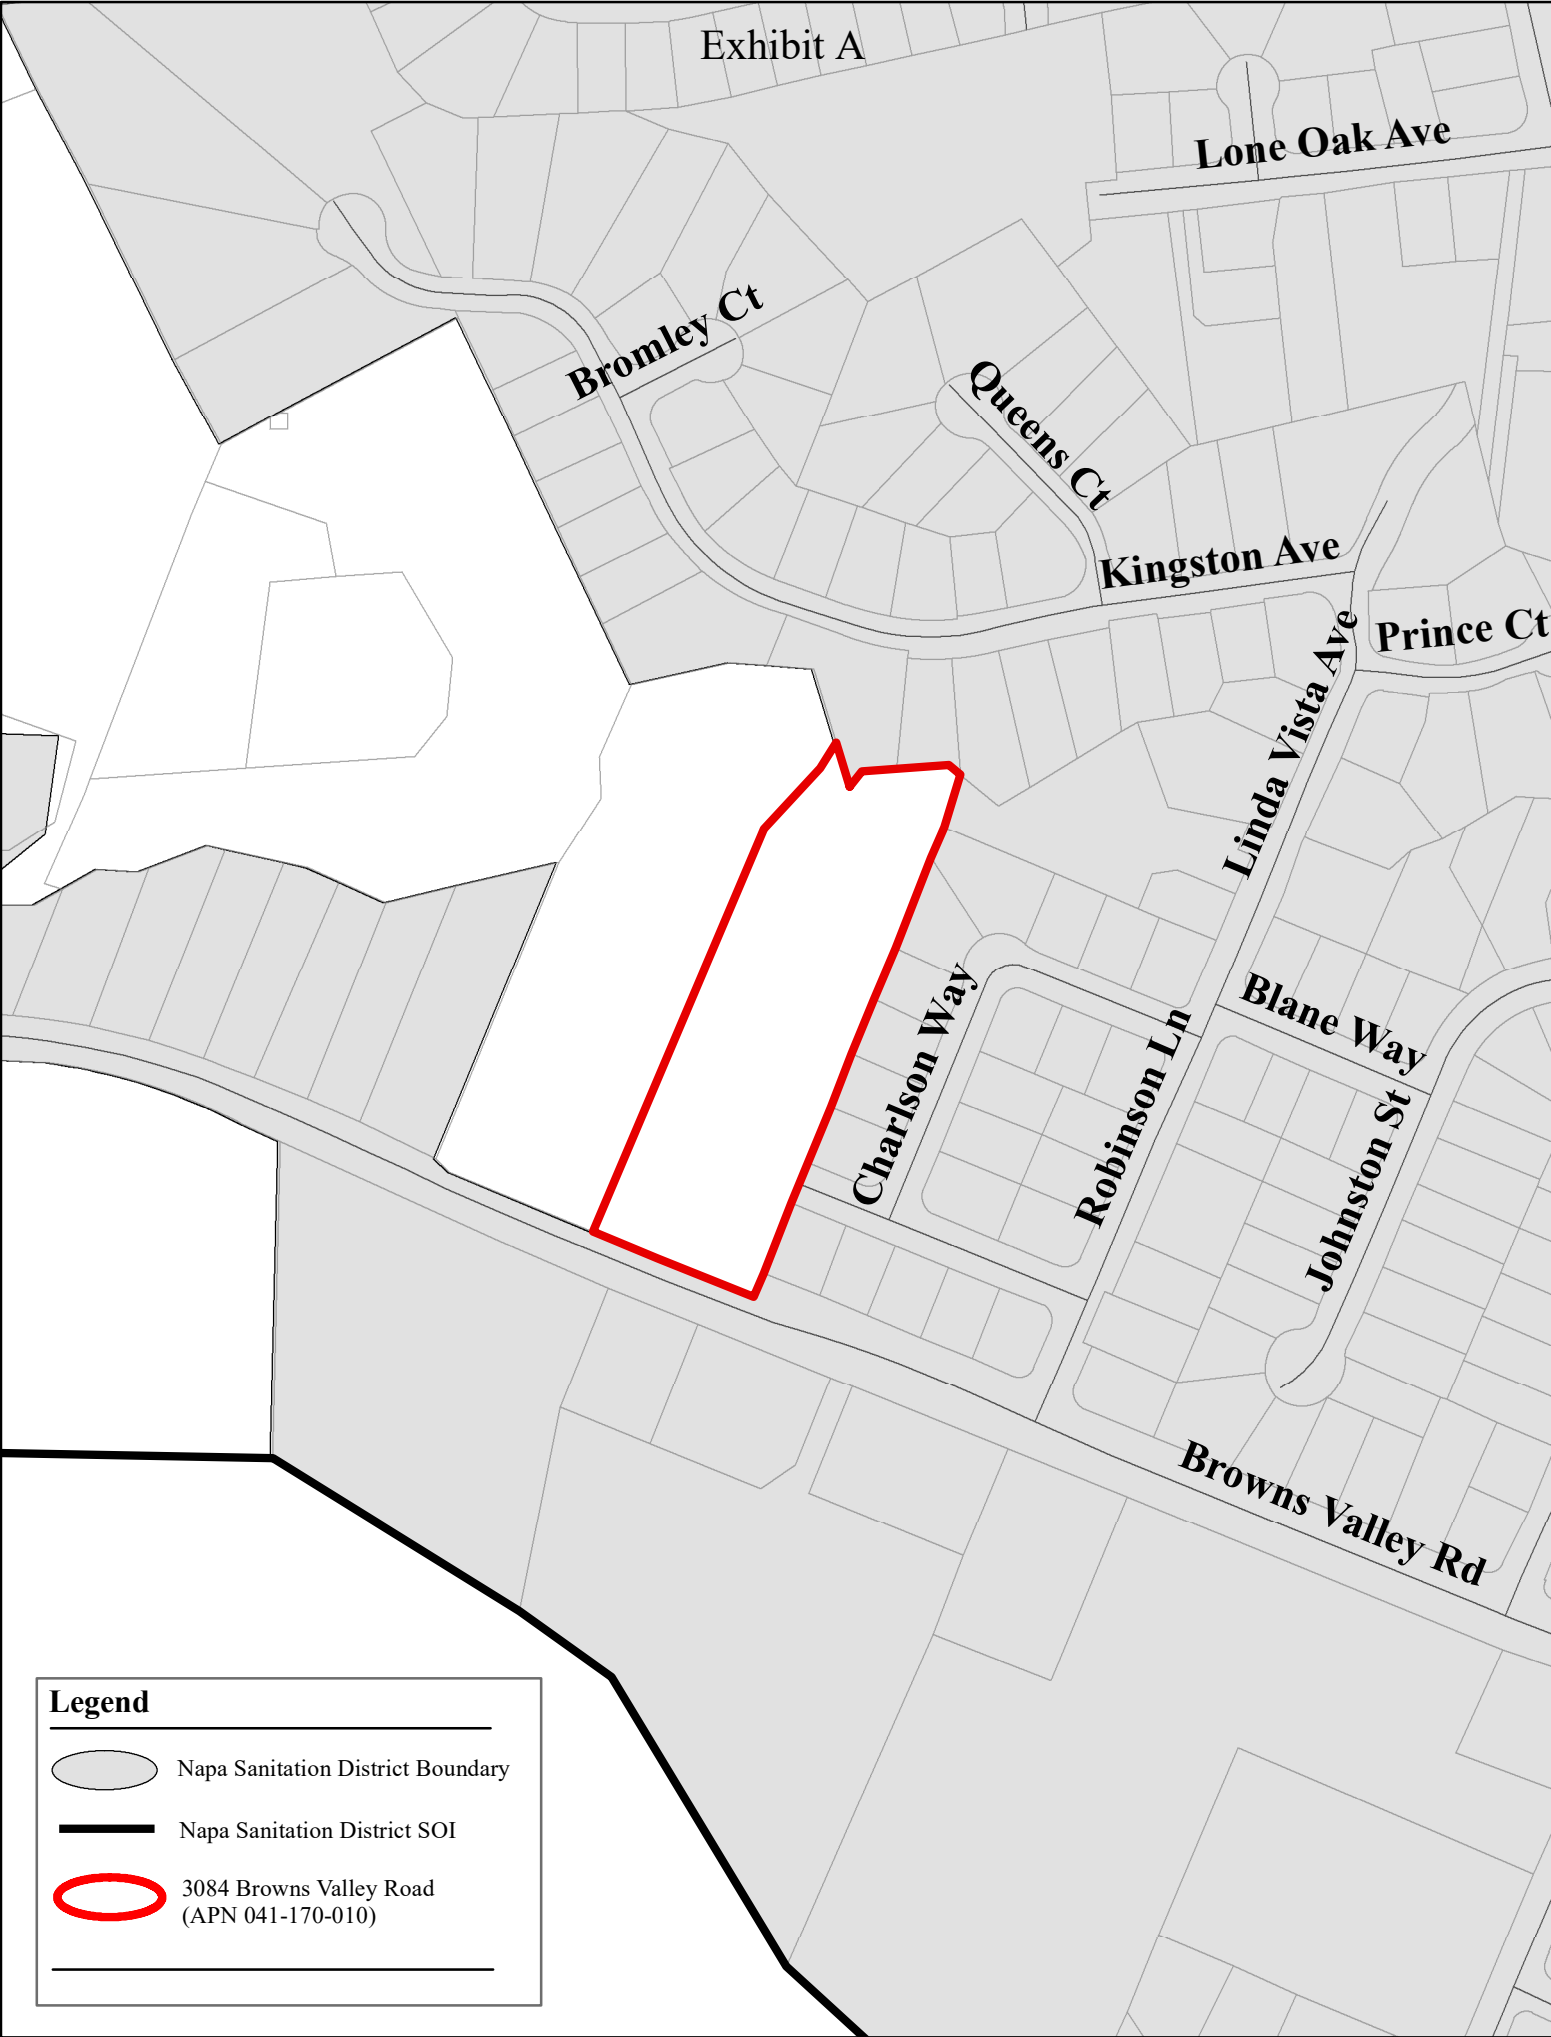 Exhibit A
Lone Oak Ave
Bromley Ct
Queens Ct
Kingston Ave
Prince Ct
Linda Vista Ave
Charlson Way
Blane Way
Robinson Ln
Johnston St
Browns Valley Rd
Legend
Napa Sanitation District Boundary
Napa Sanitation District SOI
3084 Browns Valley Road
(APN 041-170-010)